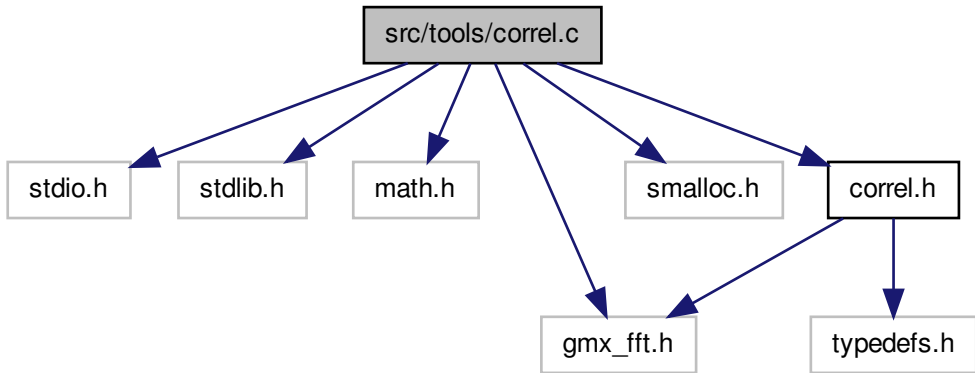 src/tools/correl.c
stdio.h
stdlib.h
math.h
smalloc.h
correl.h
gmx_fft.h
typedefs.h